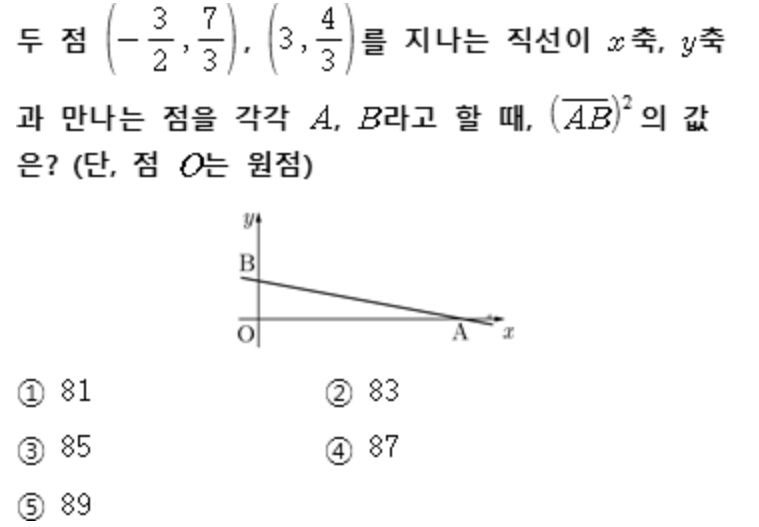 두 점 (-3/2, 7/3), (3, 4/3)를 지나는 직선이 x축, y축
과 만나는 점을 각각 A, B라고 할 때, (\overline{AB})²의 값
은? (단, 점 O는 원점)
y
B
O A x
① 81 ② 83
③ 85 ④ 87
⑤ 89